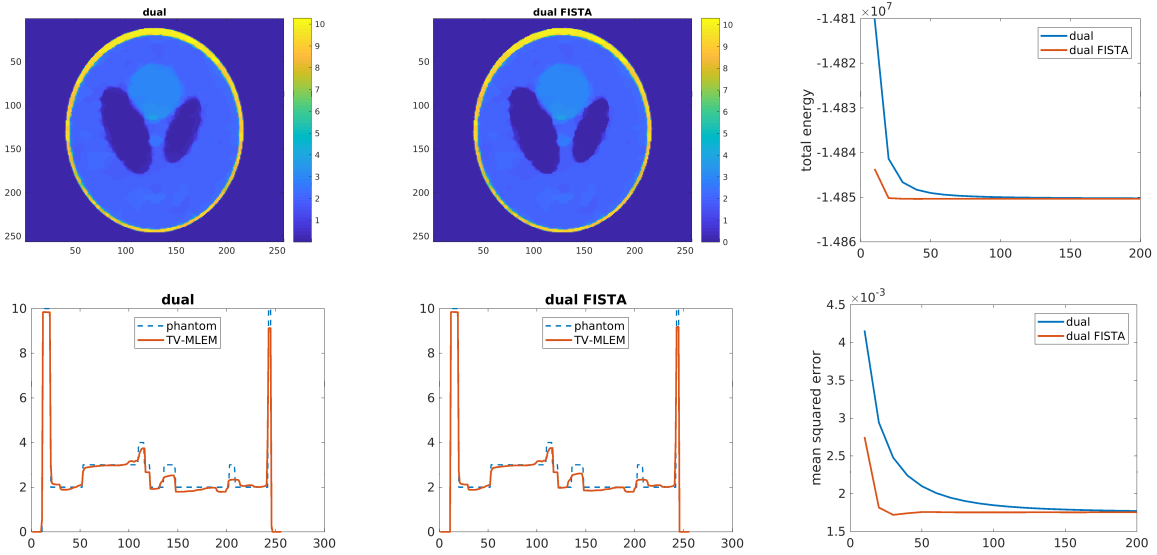 dual
50
100
150
200
250
50 100 150 200 250
10
9
8
7
6
5
4
3
2
1
dual FISTA
50
100
150
200
250
50 100 150 200 250
10
9
8
7
6
5
4
3
2
1
0
×10^7
-1.481
-1.482
-1.483
-1.484
-1.485
-1.486
total energy
0 50 100 150 200
dual
dual FISTA
dual
10
8
6
4
2
0
0 50 100 150 200 250 300
phantom
TV-MLEM
dual FISTA
10
8
6
4
2
0
0 50 100 150 200 250 300
phantom
TV-MLEM
×10^-3
4.5
4
3.5
3
2.5
2
1.5
mean squared error
0 50 100 150 200
dual
dual FISTA